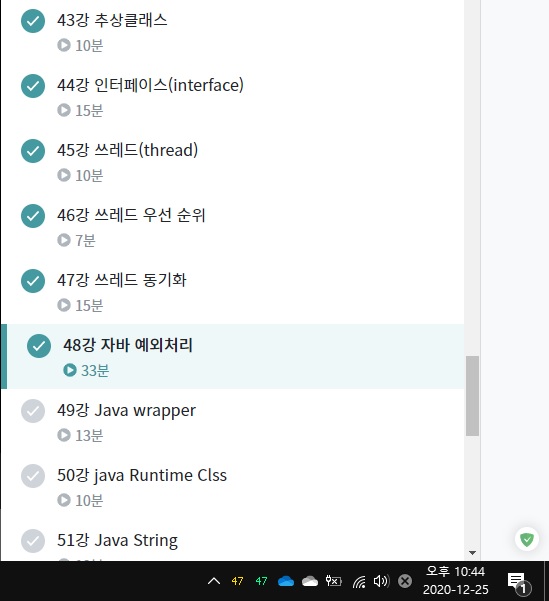 43강 추상클래스
10분
44강 인터페이스(interface)
15분
45강 쓰레드(thread)
10분
46강 쓰레드 우선 순위
7분
47강 쓰레드 동기화
15분
48강 자바 예외처리
33분
49강 Java wrapper
13분
50강 java Runtime Clss
10분
51강 Java String
47 47 오후 10:44
2020-12-25
1